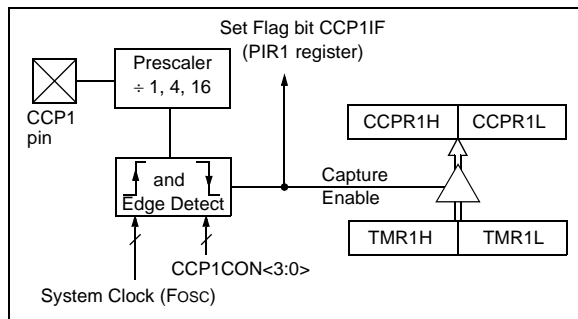 Set Flag bit CCP1IF
(PIR1 register)
Prescaler
÷ 1, 4, 16
CCP1
pin
CCPR1H CCPR1L
and
Edge Detect
Capture
Enable
TMR1H TMR1L
CCP1CON<3:0>
System Clock (FOSC)